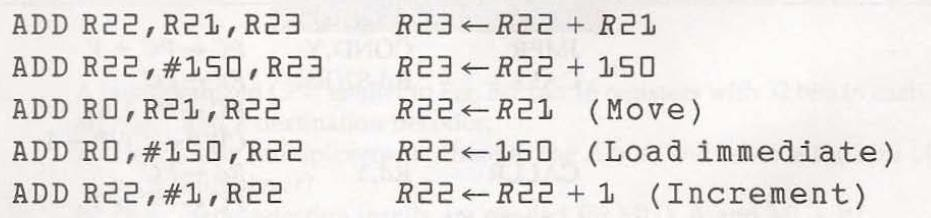 ADD R22,R21,R23 R23←R22 + R21
ADD R22,#150,R23 R23←R22 + 150
ADD R0,R21,R22 R22←R21 (Move)
ADD R0,#150,R22 R22←150 (Load immediate)
ADD R22,#1,R22 R22←R22 + 1 (Increment)